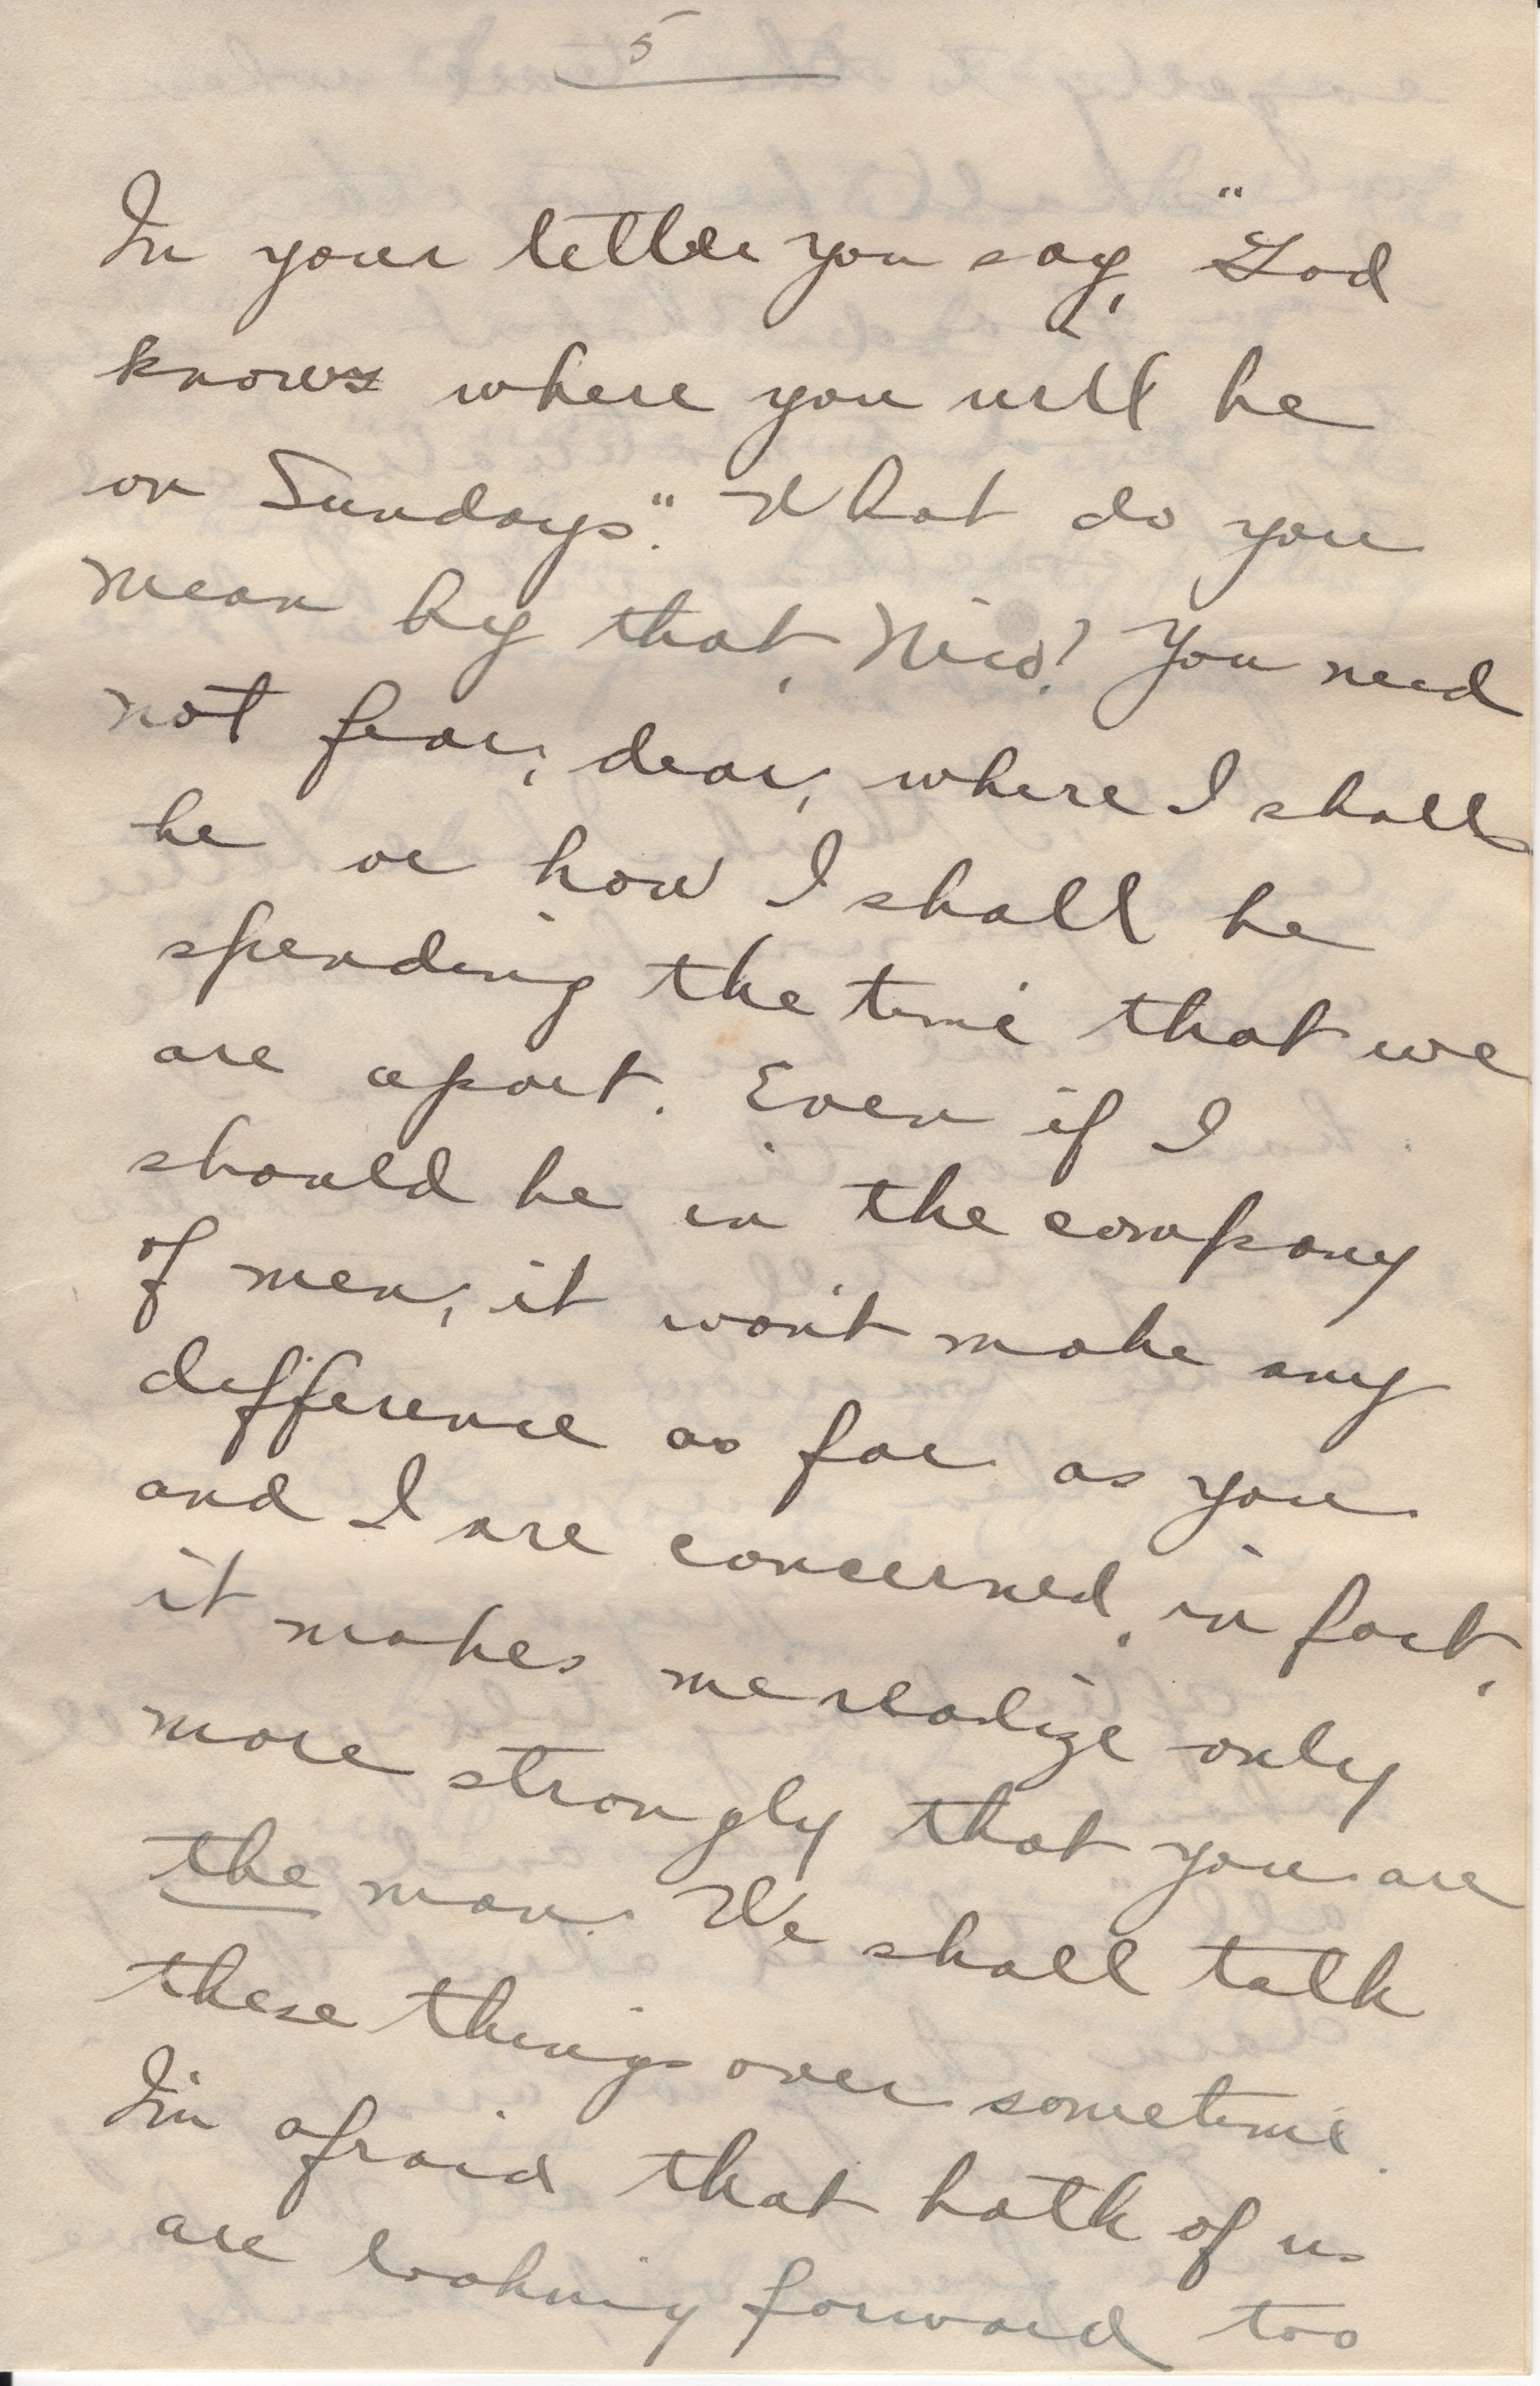 5
In your letter you say, "God
knows where you will be
on Sundays." What do you
mean by that, Nico? You need
not fear, dear, where I shall
be or how I shall be
spending the time that we
are apart. Even if I
should be in the company
of men, it won't make any
difference as far as you
and I are concerned, in fact,
it makes me realize only
more strongly that you are
the man. We shall talk
these things over sometime.
I'm afraid that both of us
are looking forward too